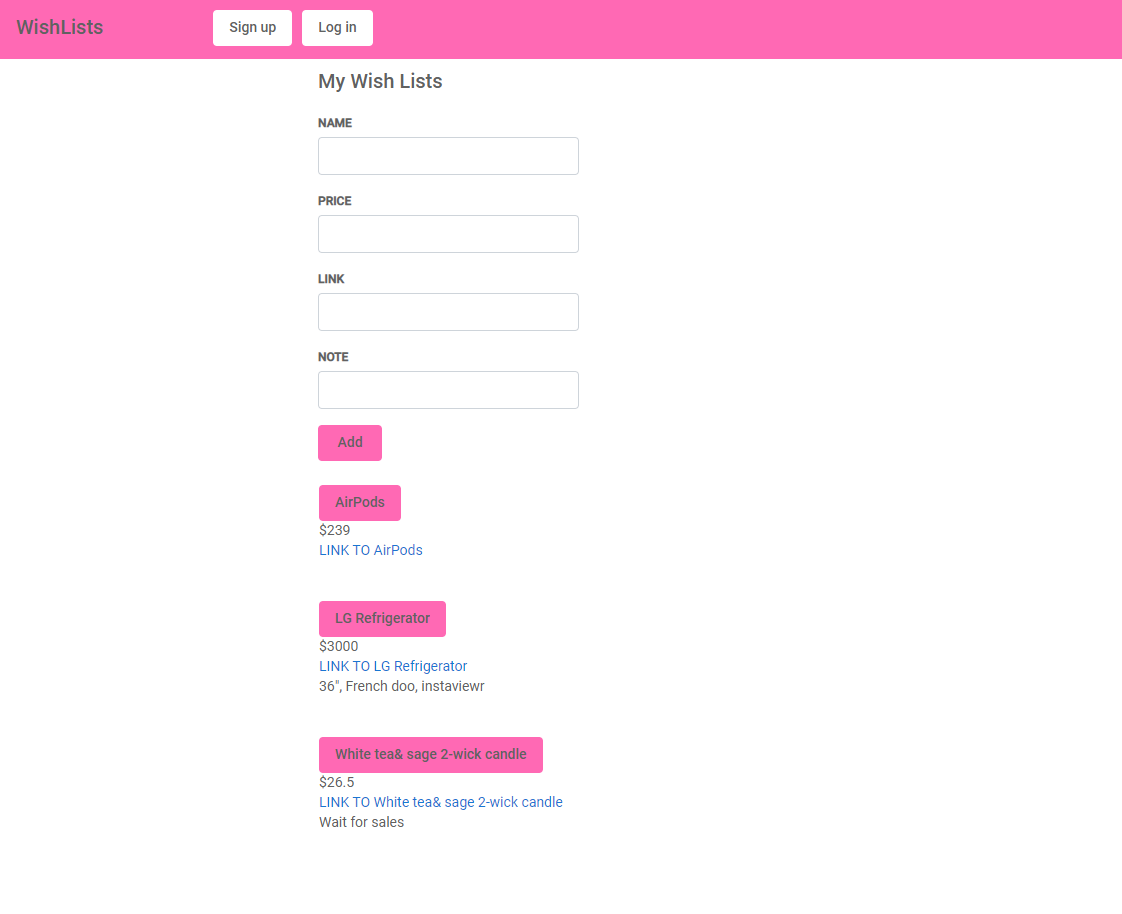 WishLists
Sign up
Log in
My Wish Lists
NAME
PRICE
LINK
NOTE
Add
AirPods
$239
LINK TO AirPods
LG Refrigerator
$3000
LINK TO LG Refrigerator
36", French doo, instaviewr
White tea& sage 2-wick candle
$26.5
LINK TO White tea& sage 2-wick candle
Wait for sales